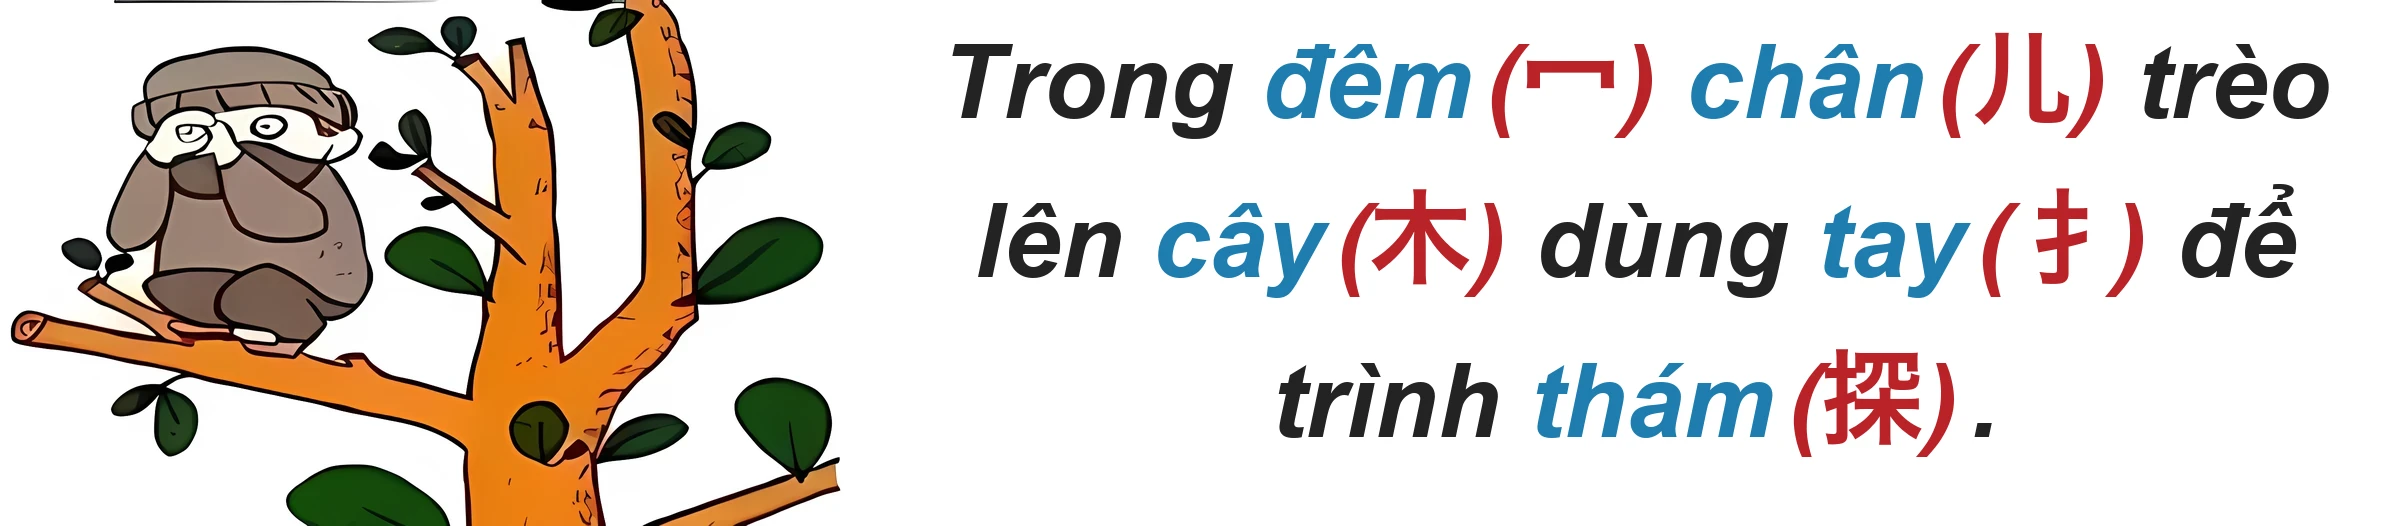 Trong đêm (冖) chân (儿) trèo
lên cây (木) dùng tay (扌) để
trình thám (探).